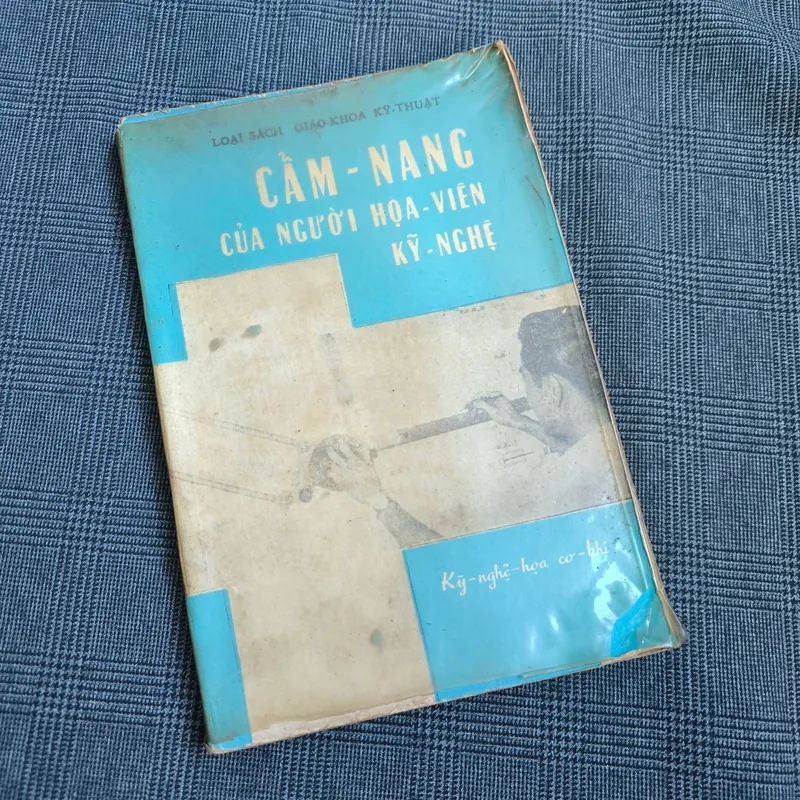 LOẠI SÁCH GIÁO-KHOA KỸ-THUẬT
CẨM-NANG
CỦA NGƯỜI HỌA-VIÊN
KỸ-NGHỆ
Kỹ-nghệ-họa cơ-khí